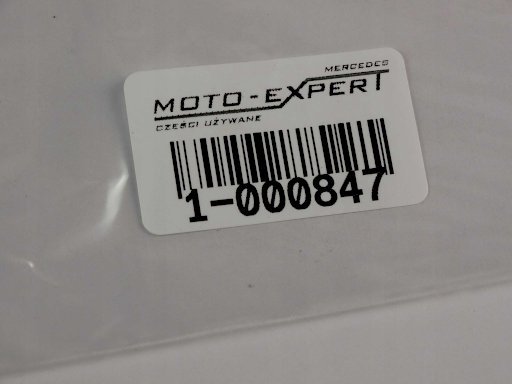 MERCEDES
MOTO-EXPERT
CZĘŚCI UŻYWANE
1-000847